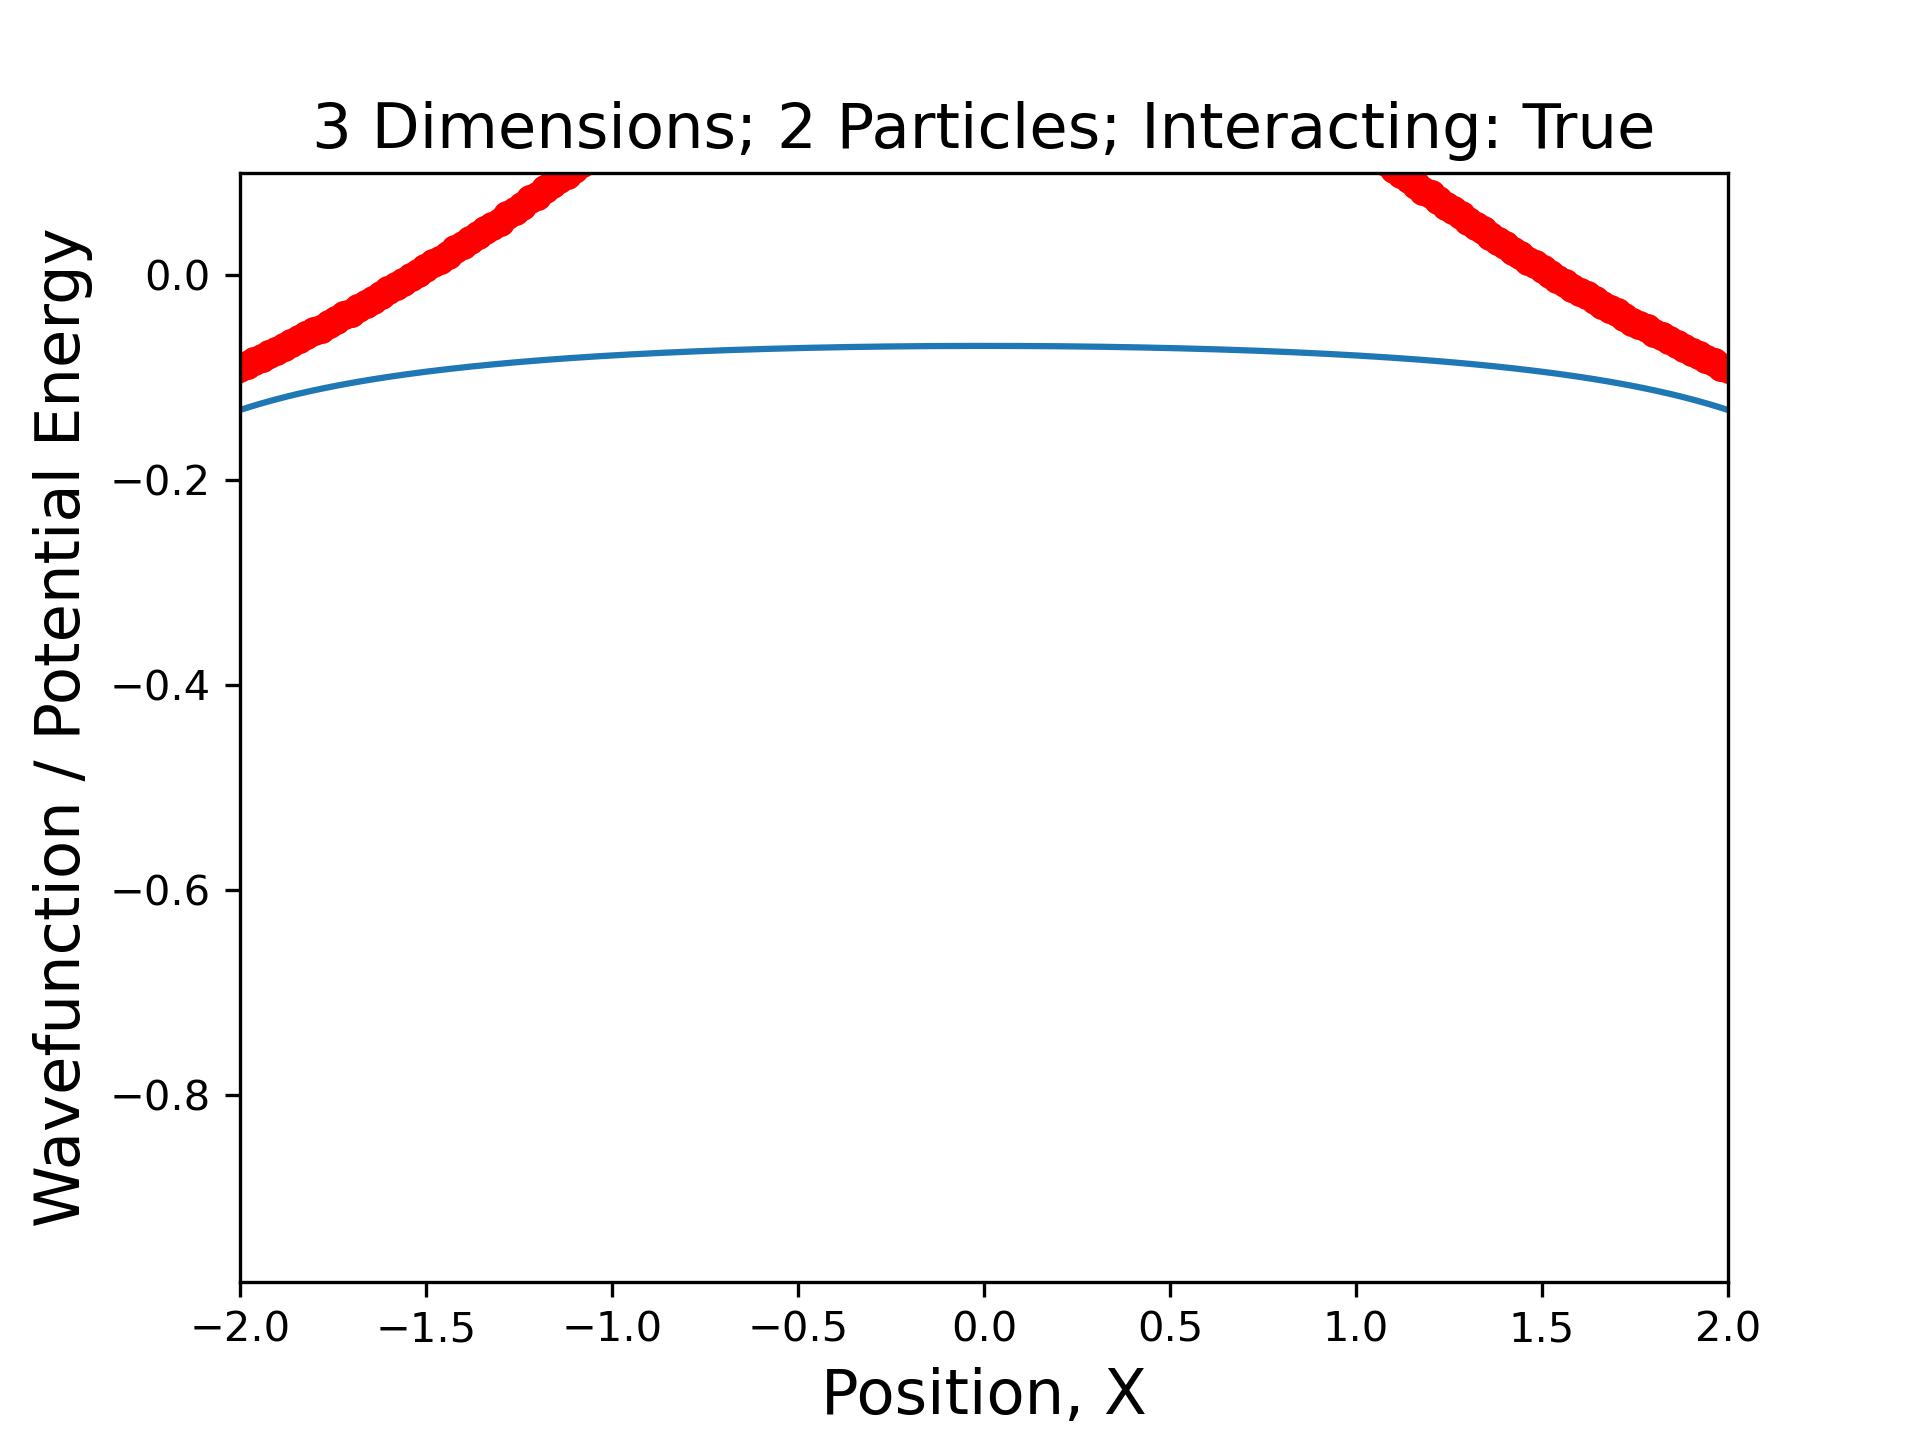 3 Dimensions; 2 Particles; Interacting: True
Wavefunction / Potential Energy
0.0
−0.2
−0.4
−0.6
−0.8
−2.0 −1.5 −1.0 −0.5 0.0 0.5 1.0 1.5 2.0
Position, X